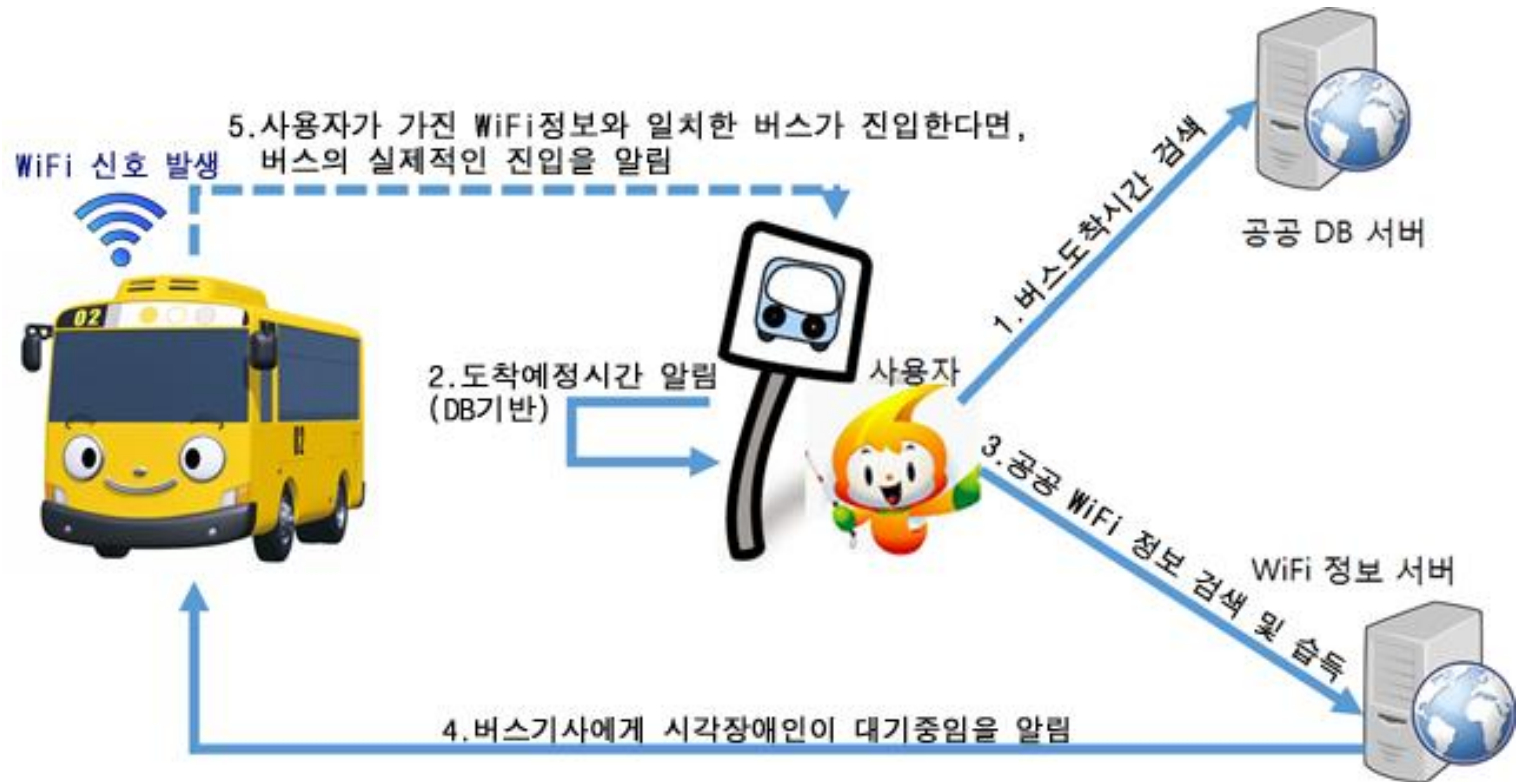 5.사용자가 가진 WiFi정보와 일치한 버스가 진입한다면,
버스의 실제적인 진입을 알림
WiFi 신호 발생
1.버스도착시간 검색
공공 DB 서버
02
02
2.도착예정시간 알림
(DB기반)
사용자
3.공공 WiFi 정보 검색 및 습득
WiFi 정보 서버
4.버스기사에게 시각장애인이 대기중임을 알림